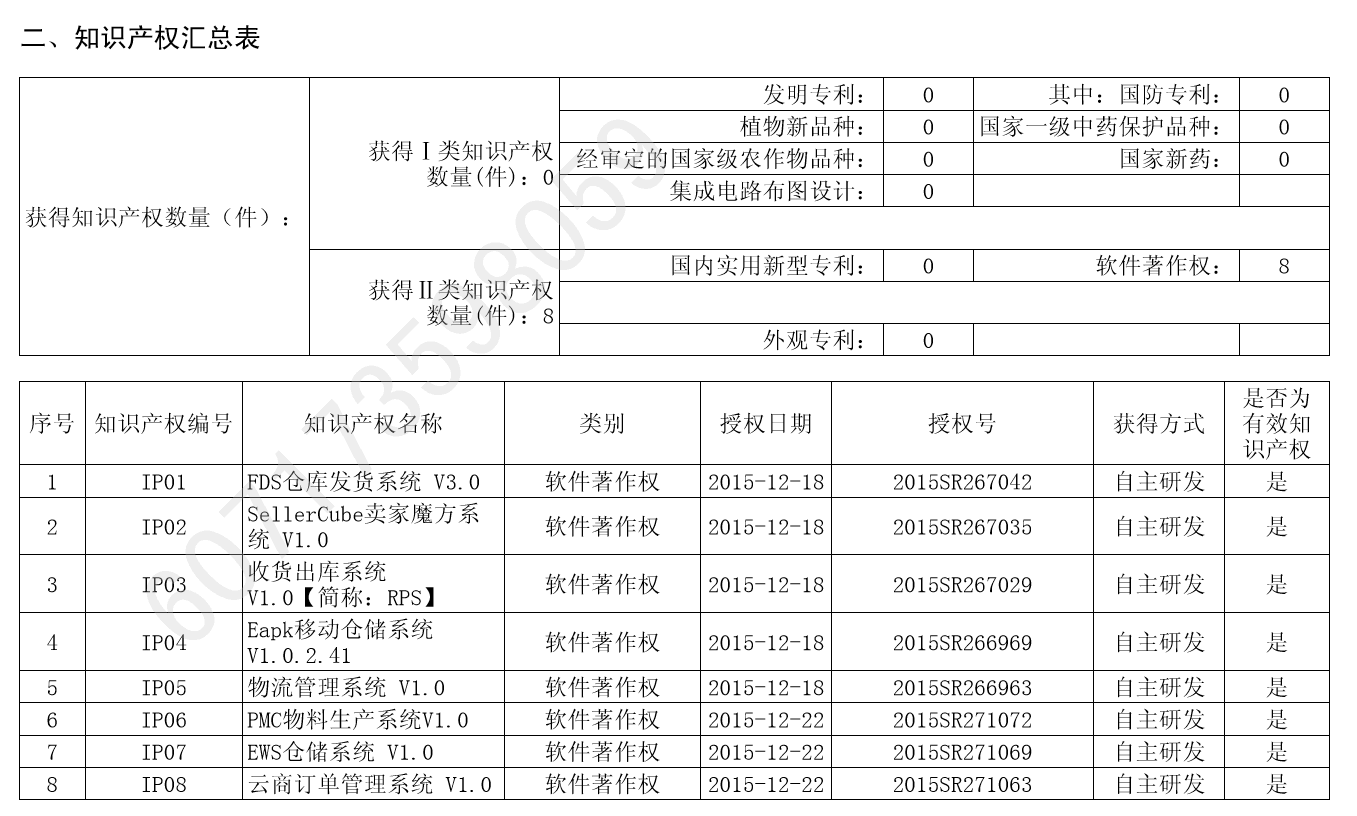 二、知识产权汇总表
获得知识产权数量（件）：
获得Ⅰ类知识产权
数量(件)：0
发明专利： 0 其中：国防专利： 0
植物新品种： 0 国家一级中药保护品种： 0
经审定的国家级农作物品种： 0 国家新药： 0
集成电路布图设计： 0
获得Ⅱ类知识产权
数量(件)：8
国内实用新型专利： 0 软件著作权： 8
外观专利： 0
序号 知识产权编号 知识产权名称 类别 授权日期 授权号 获得方式 是否为
有效知
识产权
1 IP01 FDS仓库发货系统 V3.0 软件著作权 2015-12-18 2015SR267042 自主研发 是
2 IP02 SellerCube卖家魔方系
统 V1.0 软件著作权 2015-12-18 2015SR267035 自主研发 是
3 IP03 收货出库系统
V1.0【简称：RPS】 软件著作权 2015-12-18 2015SR267029 自主研发 是
4 IP04 Eapk移动仓储系统
V1.0.2.41 软件著作权 2015-12-18 2015SR266969 自主研发 是
5 IP05 物流管理系统 V1.0 软件著作权 2015-12-18 2015SR266963 自主研发 是
6 IP06 PMC物料生产系统V1.0 软件著作权 2015-12-22 2015SR271072 自主研发 是
7 IP07 EWS仓储系统 V1.0 软件著作权 2015-12-22 2015SR271069 自主研发 是
8 IP08 云商订单管理系统 V1.0 软件著作权 2015-12-22 2015SR271063 自主研发 是
607173598059